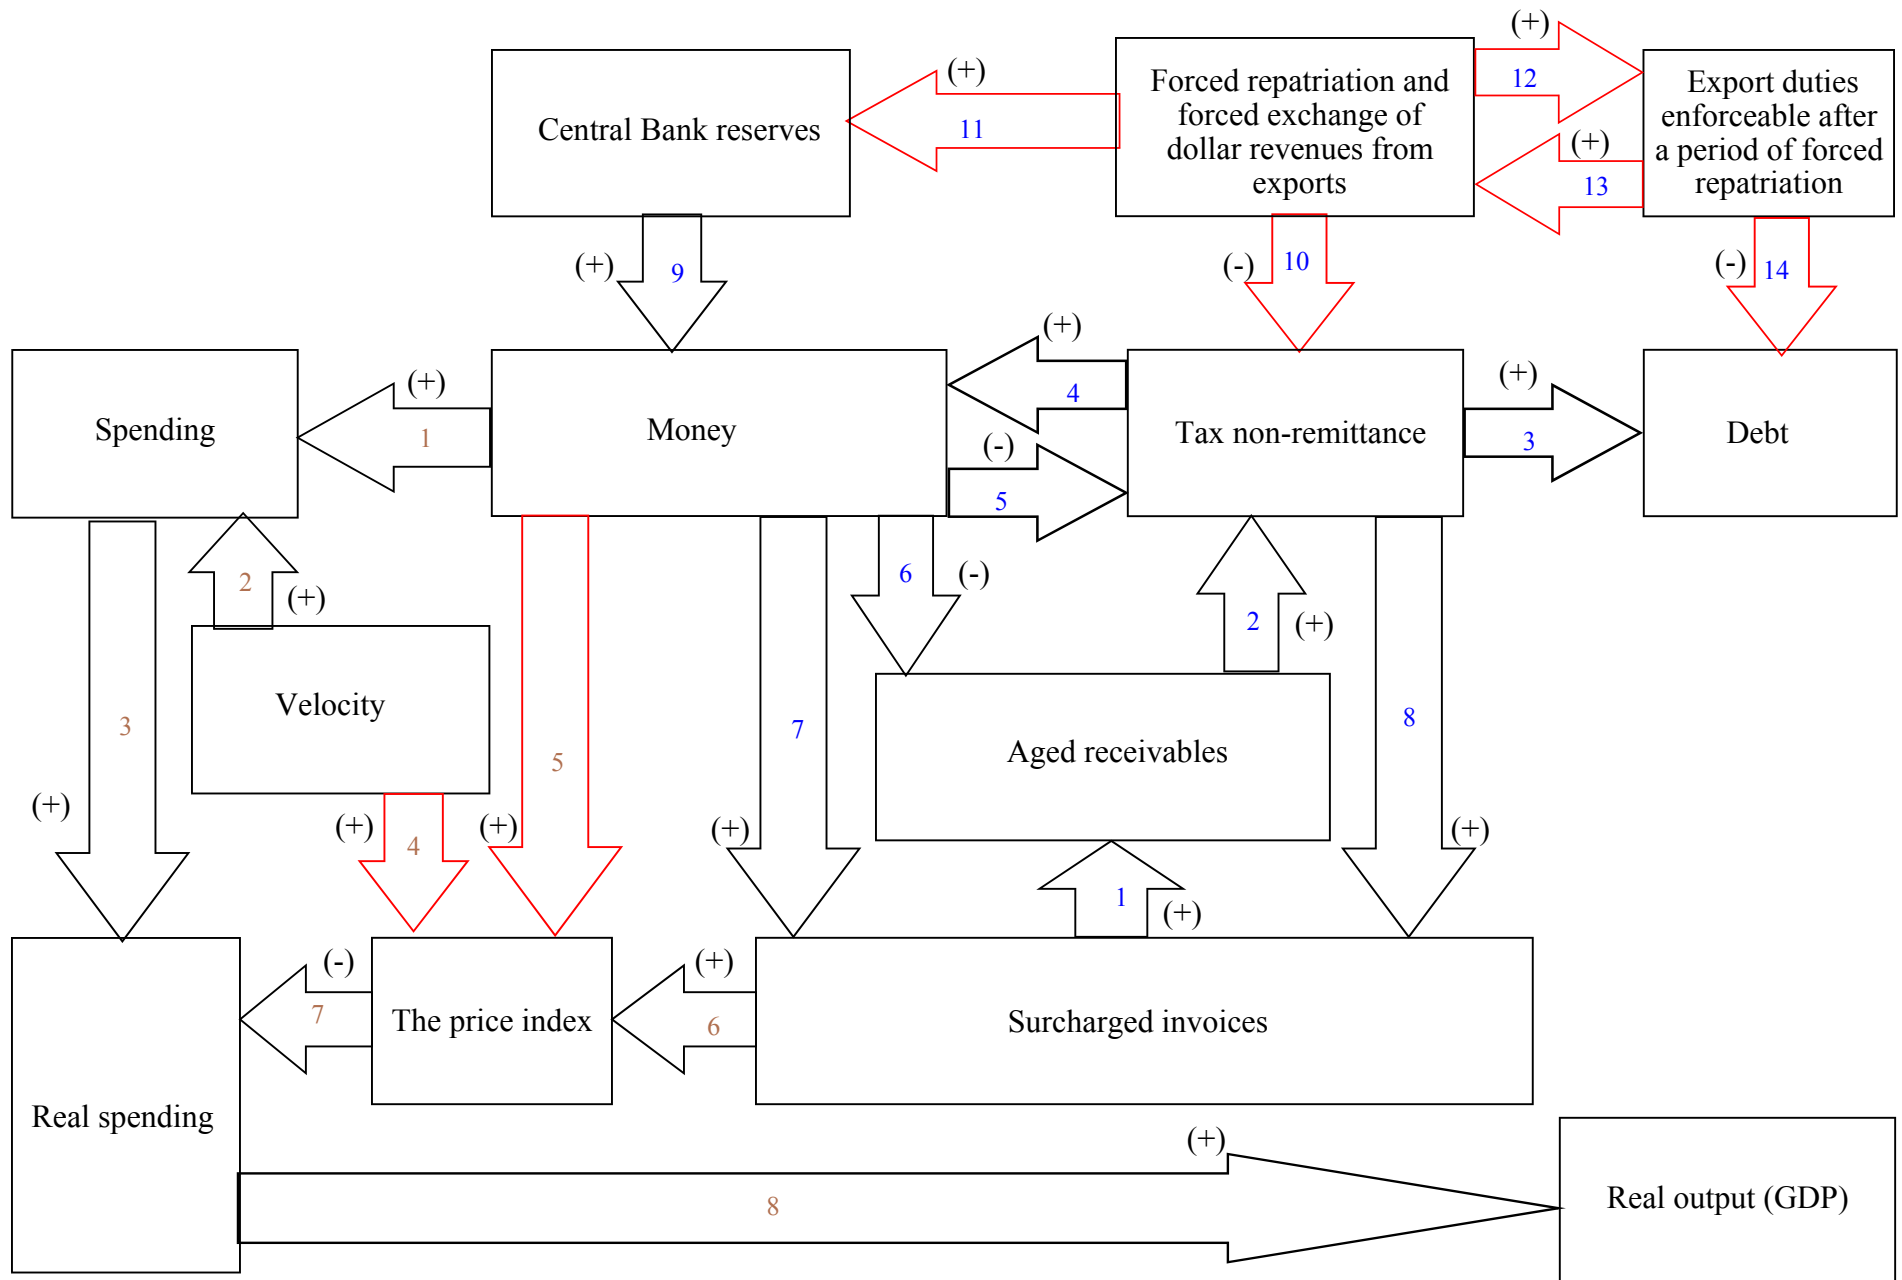 (+)
(+)
12
Forced repatriation and
forced exchange of
dollar revenues from
exports
Export duties
enforceable after
a period of forced
repatriation
Central Bank reserves
11
(+)
13
(+)
9
(-)
10
(-)
14
(+)
(+)
4
(+)
3
Spending
(+)
1
Money
Tax non-remittance
Debt
(-)
5
2
(+)
6
(-)
2
(+)
Velocity
3
7
8
Aged receivables
5
(+)
(+)
4
(+)
(+)
(+)
1
(+)
(-)
7
The price index
(+)
6
Surcharged invoices
Real spending
(+)
8
Real output (GDP)